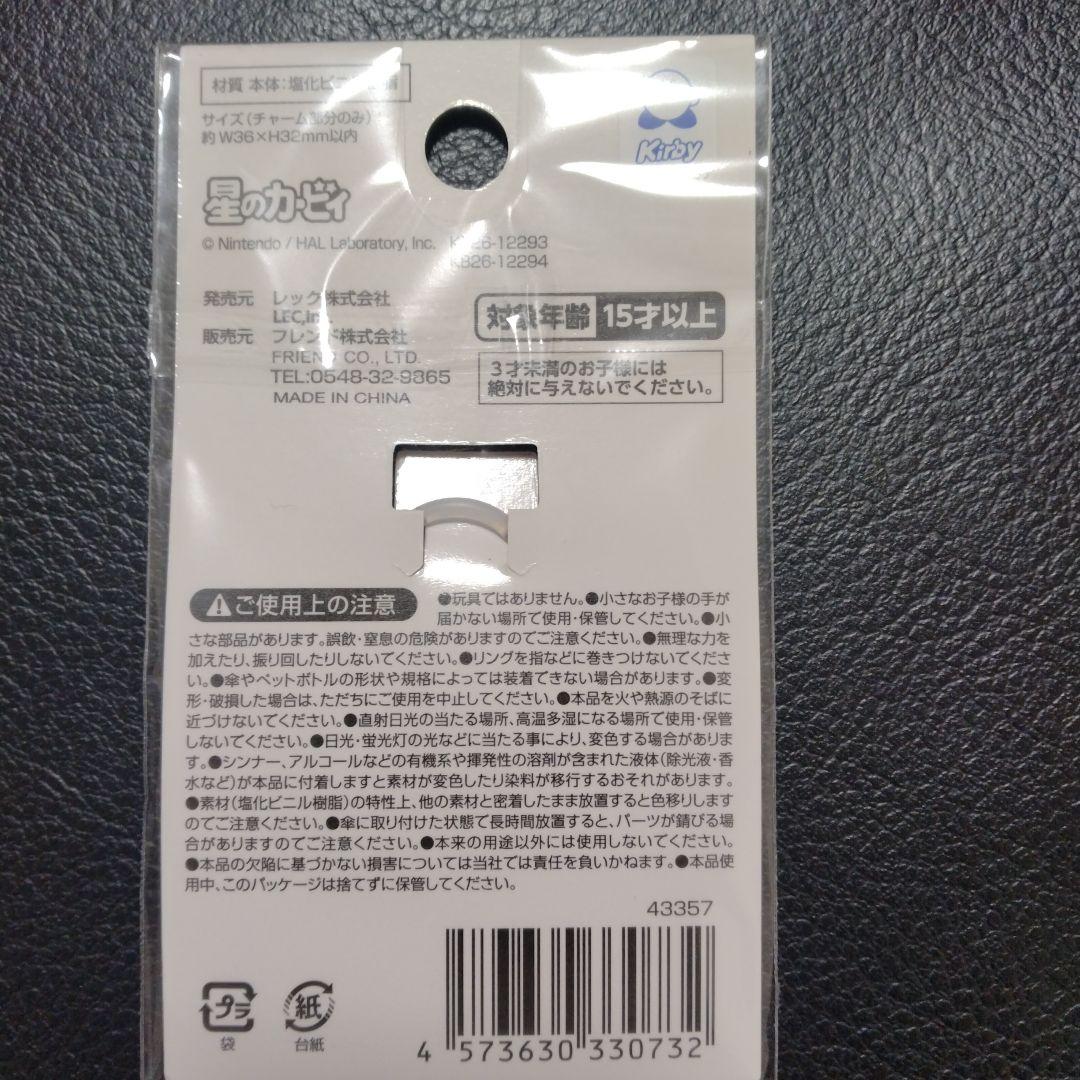 材質 本体：塩化ビニル樹脂
サイズ（チャーム部分のみ）：
約 W36×H32mm以内
Kirby
星のカービィ
© Nintendo / HAL Laboratory, Inc. KB26-12293
KB26-12294
発売元 レック株式会社
LEC,Inc.
販売元 フレンド株式会社
FRIEND CO., LTD.
TEL:0548-32-9865
MADE IN CHINA
対象年齢 15才以上
3才未満のお子様には
絶対に与えないでください。
ご使用上の注意
●玩具ではありません。●小さなお子様の手が
届かない場所で使用・保管してください。●小
さな部品があります。誤飲・窒息の危険がありますのでご注意ください。●無理な力を
加えたり、振り回したりしないでください。●リングを指などに巻きつけないでくださ
い。●傘やペットボトルの形状や規格によっては装着できない場合があります。●変
形・破損した場合は、ただちにご使用を中止してください。●本品を火や熱源のそばに
近づけないでください。●直射日光の当たる場所、高温多湿になる場所で使用・保管
しないでください。●日光・蛍光灯の光などに当たる事により、変色する場合がありま
す。●シンナー、アルコールなどの有機系や揮発性の溶剤が含まれた液体（除光液・香
水など）が本品に付着しますと素材が変色したり染料が移行するおそれがあります。
●素材（塩化ビニル樹脂）の特性上、他の素材と密着したまま放置すると色移りします
のでご注意ください。●傘に取り付けた状態で長時間放置すると、パーツが錆びる場
合がありますのでご注意ください。●本来の用途以外には使用しないでください。
●本品の欠陥に基づかない損害については当社では責任を負いかねます。●本品使
用中、このパッケージは捨てずに保管してください。
43357
プラ
袋
紙
台紙
4 573630 330732